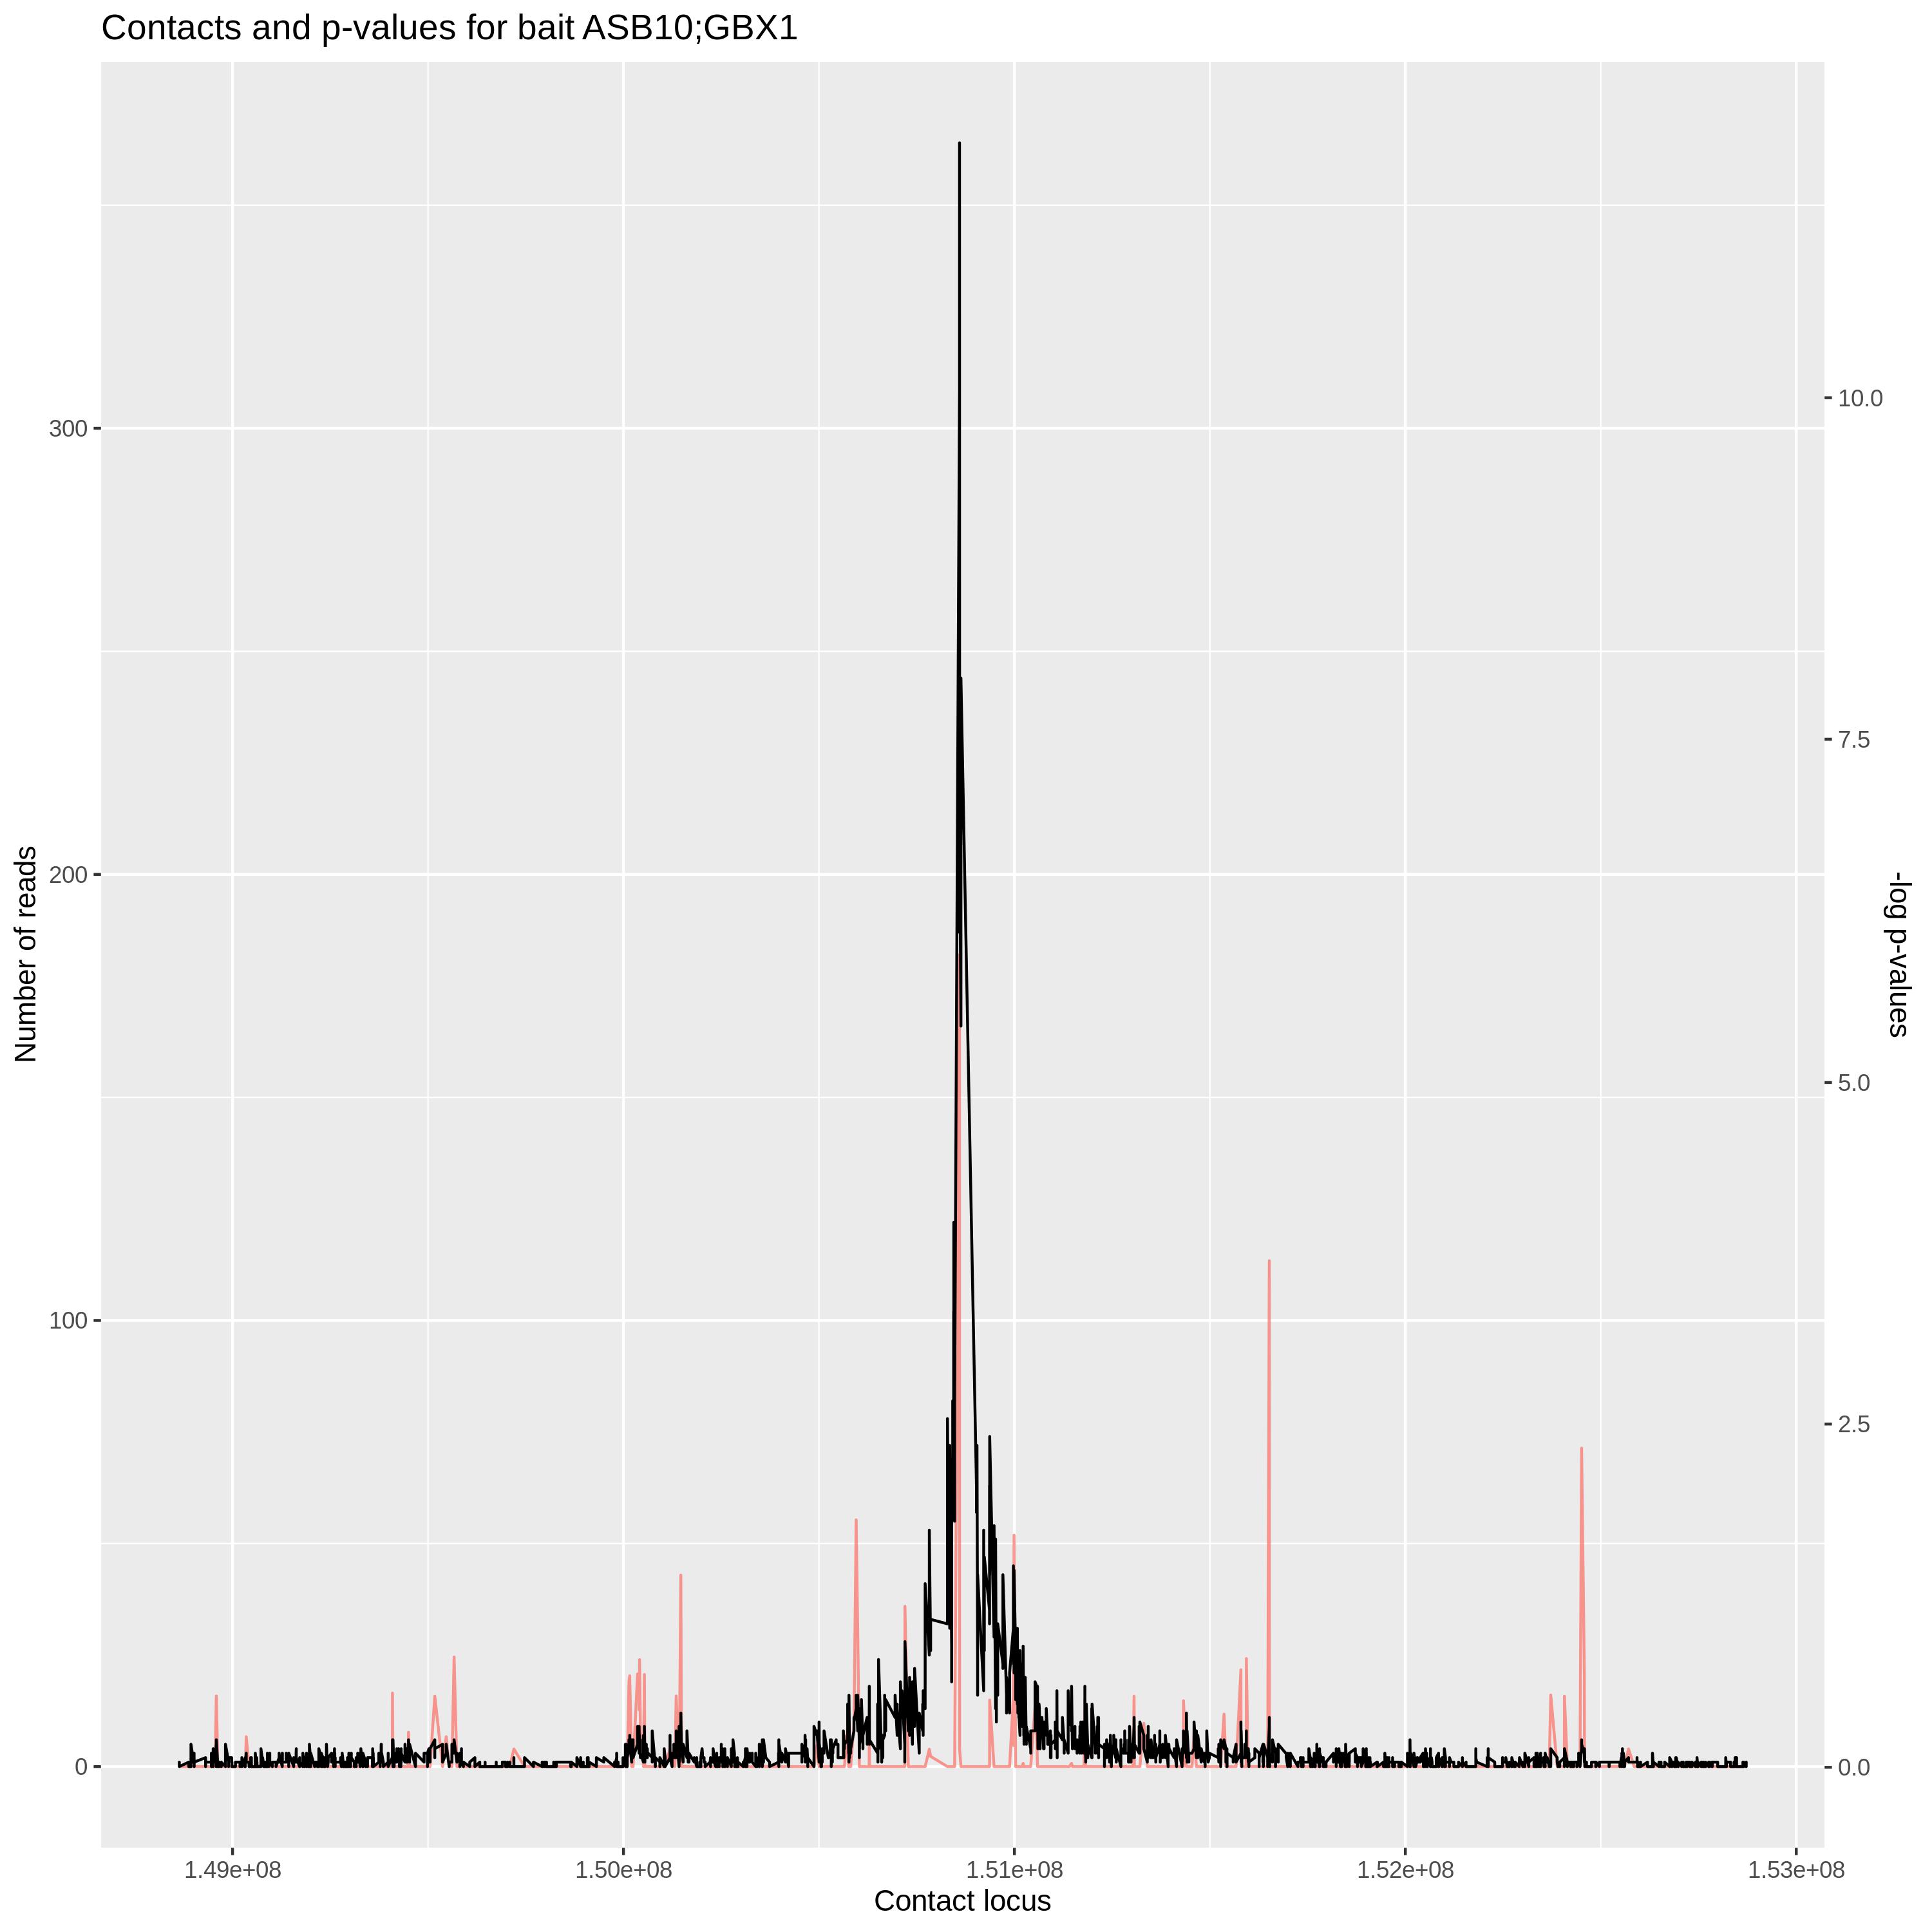 Contacts and p-values for bait ASB10;GBX1
Number of reads
300
200
100
0
10.0
7.5
5.0
2.5
0.0
-log p-values
1.49e+08
1.50e+08
1.51e+08
1.52e+08
1.53e+08
Contact locus